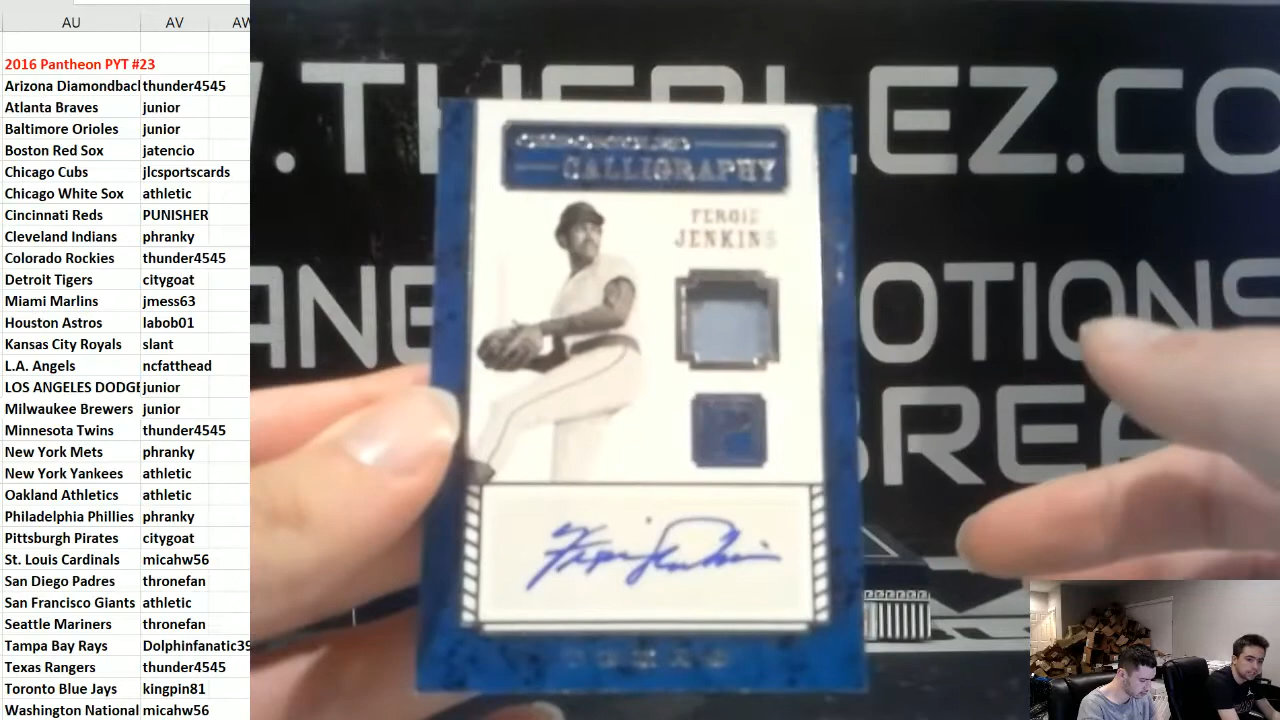 AU AV AW
2016 Pantheon PYT #23
Arizona Diamondbacl thunder4545
Atlanta Braves junior
Baltimore Orioles junior
Boston Red Sox jatencio
Chicago Cubs jlcsportscards
Chicago White Sox athletic
Cincinnati Reds PUNISHER
Cleveland Indians phranky
Colorado Rockies thunder4545
Detroit Tigers citygoat
Miami Marlins jmess63
Houston Astros labob01
Kansas City Royals slant
L.A. Angels ncfatthead
LOS ANGELES DODGE junior
Milwaukee Brewers junior
Minnesota Twins thunder4545
New York Mets phranky
New York Yankees athletic
Oakland Athletics athletic
Philadelphia Phillies phranky
Pittsburgh Pirates citygoat
St. Louis Cardinals micahw56
San Diego Padres thronefan
San Francisco Giants athletic
Seattle Mariners thronefan
Tampa Bay Rays Dolphinfanatic39
Texas Rangers thunder4545
Toronto Blue Jays kingpin81
Washington National micahw56
CALLIGRAPHY
FERGIE
JENKINS